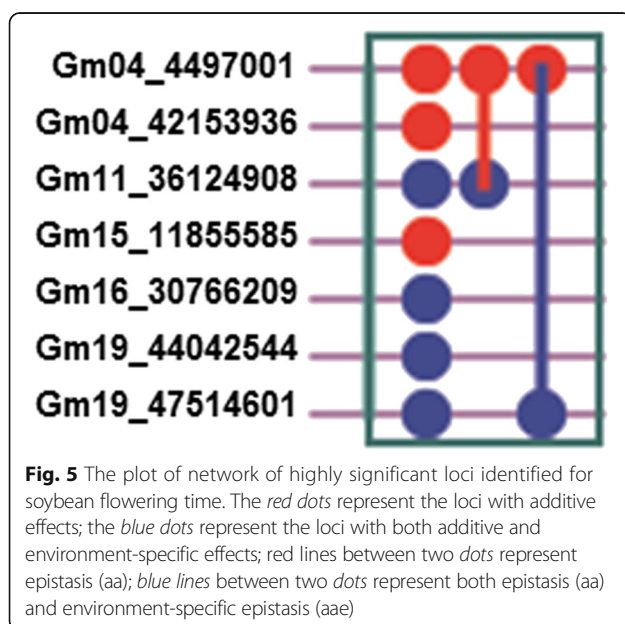 Gm04_4497001
Gm04_42153936
Gm11_36124908
Gm15_11855585
Gm16_30766209
Gm19_44042544
Gm19_47514601
Fig. 5 The plot of network of highly significant loci identified for
soybean flowering time. The red dots represent the loci with additive
effects; the blue dots represent the loci with both additive and
environment-specific effects; red lines between two dots represent
epistasis (aa); blue lines between two dots represent both epistasis (aa)
and environment-specific epistasis (aae)